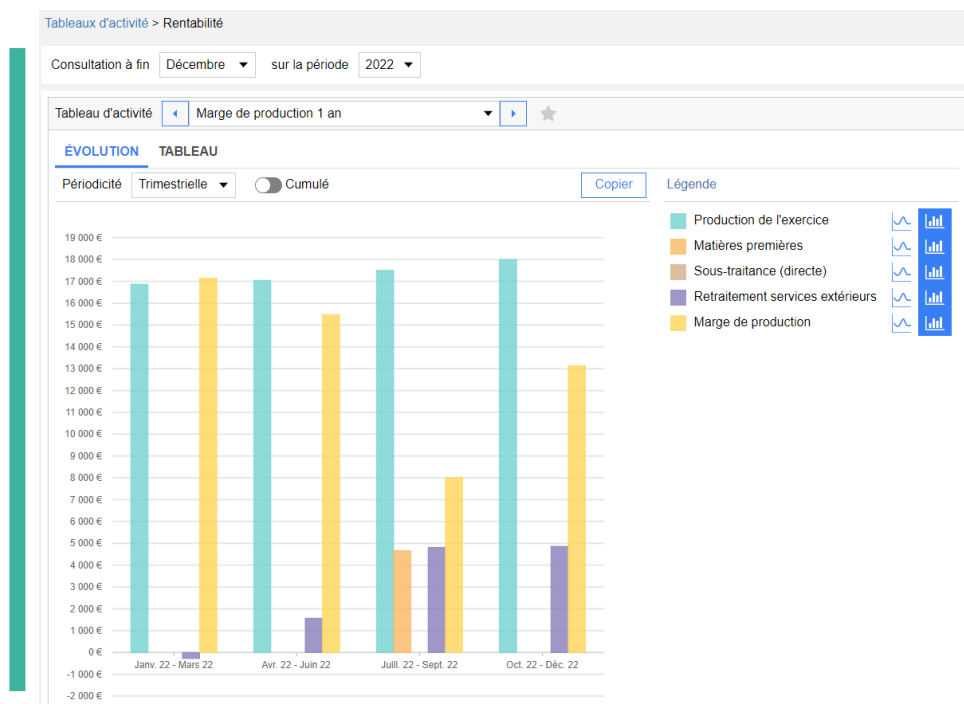 Tableaux d'activité > Rentabilité
Consultation à fin Décembre sur la période 2022
Tableau d'activité Marge de production 1 an
ÉVOLUTION TABLEAU
Périodicité Trimestrielle Cumulé Copier Légende
Production de l'exercice
Matières premières
Sous-traitance (directe)
Retraitement services extérieurs
Marge de production
19 000 €
18 000 €
17 000 €
16 000 €
15 000 €
14 000 €
13 000 €
12 000 €
11 000 €
10 000 €
9 000 €
8 000 €
7 000 €
6 000 €
5 000 €
4 000 €
3 000 €
2 000 €
1 000 €
0 €
Janv. 22 - Mars 22 Avr. 22 - Juin 22 Juill. 22 - Sept. 22 Oct. 22 - Déc. 22
-1 000 €
-2 000 €